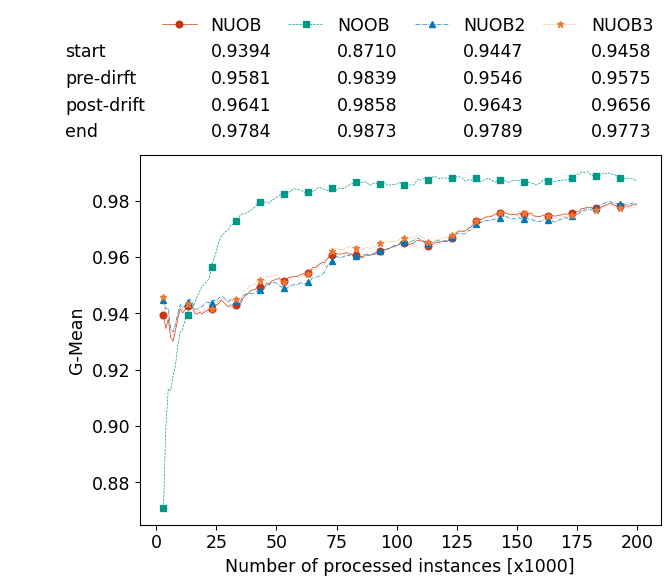 NUOB NOOB NUOB2 NUOB3
start 0.9394 0.8710 0.9447 0.9458
pre-dirft 0.9581 0.9839 0.9546 0.9575
post-drift 0.9641 0.9858 0.9643 0.9656
end 0.9784 0.9873 0.9789 0.9773
0.98
0.96
0.94
0.92
0.90
0.88
G-Mean
0 25 50 75 100 125 150 175 200
Number of processed instances [x1000]